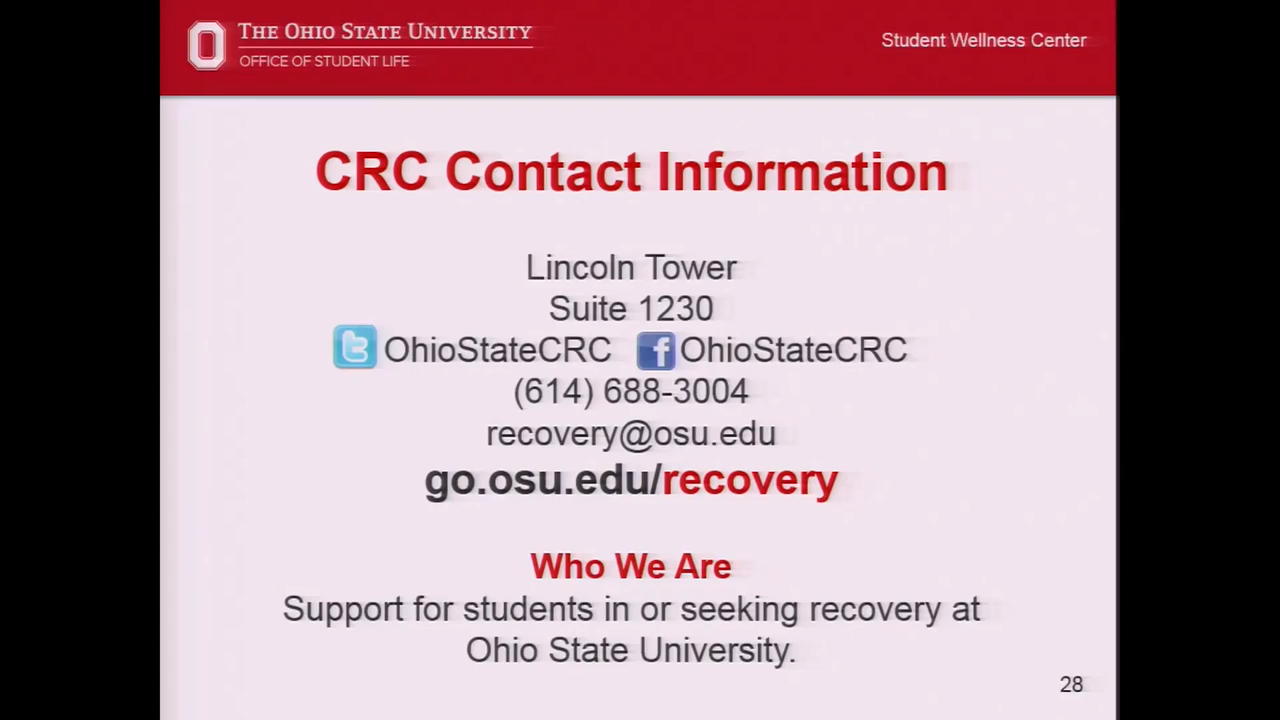 THE OHIO STATE UNIVERSITY
OFFICE OF STUDENT LIFE
Student Wellness Center
CRC Contact Information
Lincoln Tower
Suite 1230
OhioStateCRC OhioStateCRC
(614) 688-3004
recovery@osu.edu
go.osu.edu/recovery
Who We Are
Support for students in or seeking recovery at
Ohio State University.
28